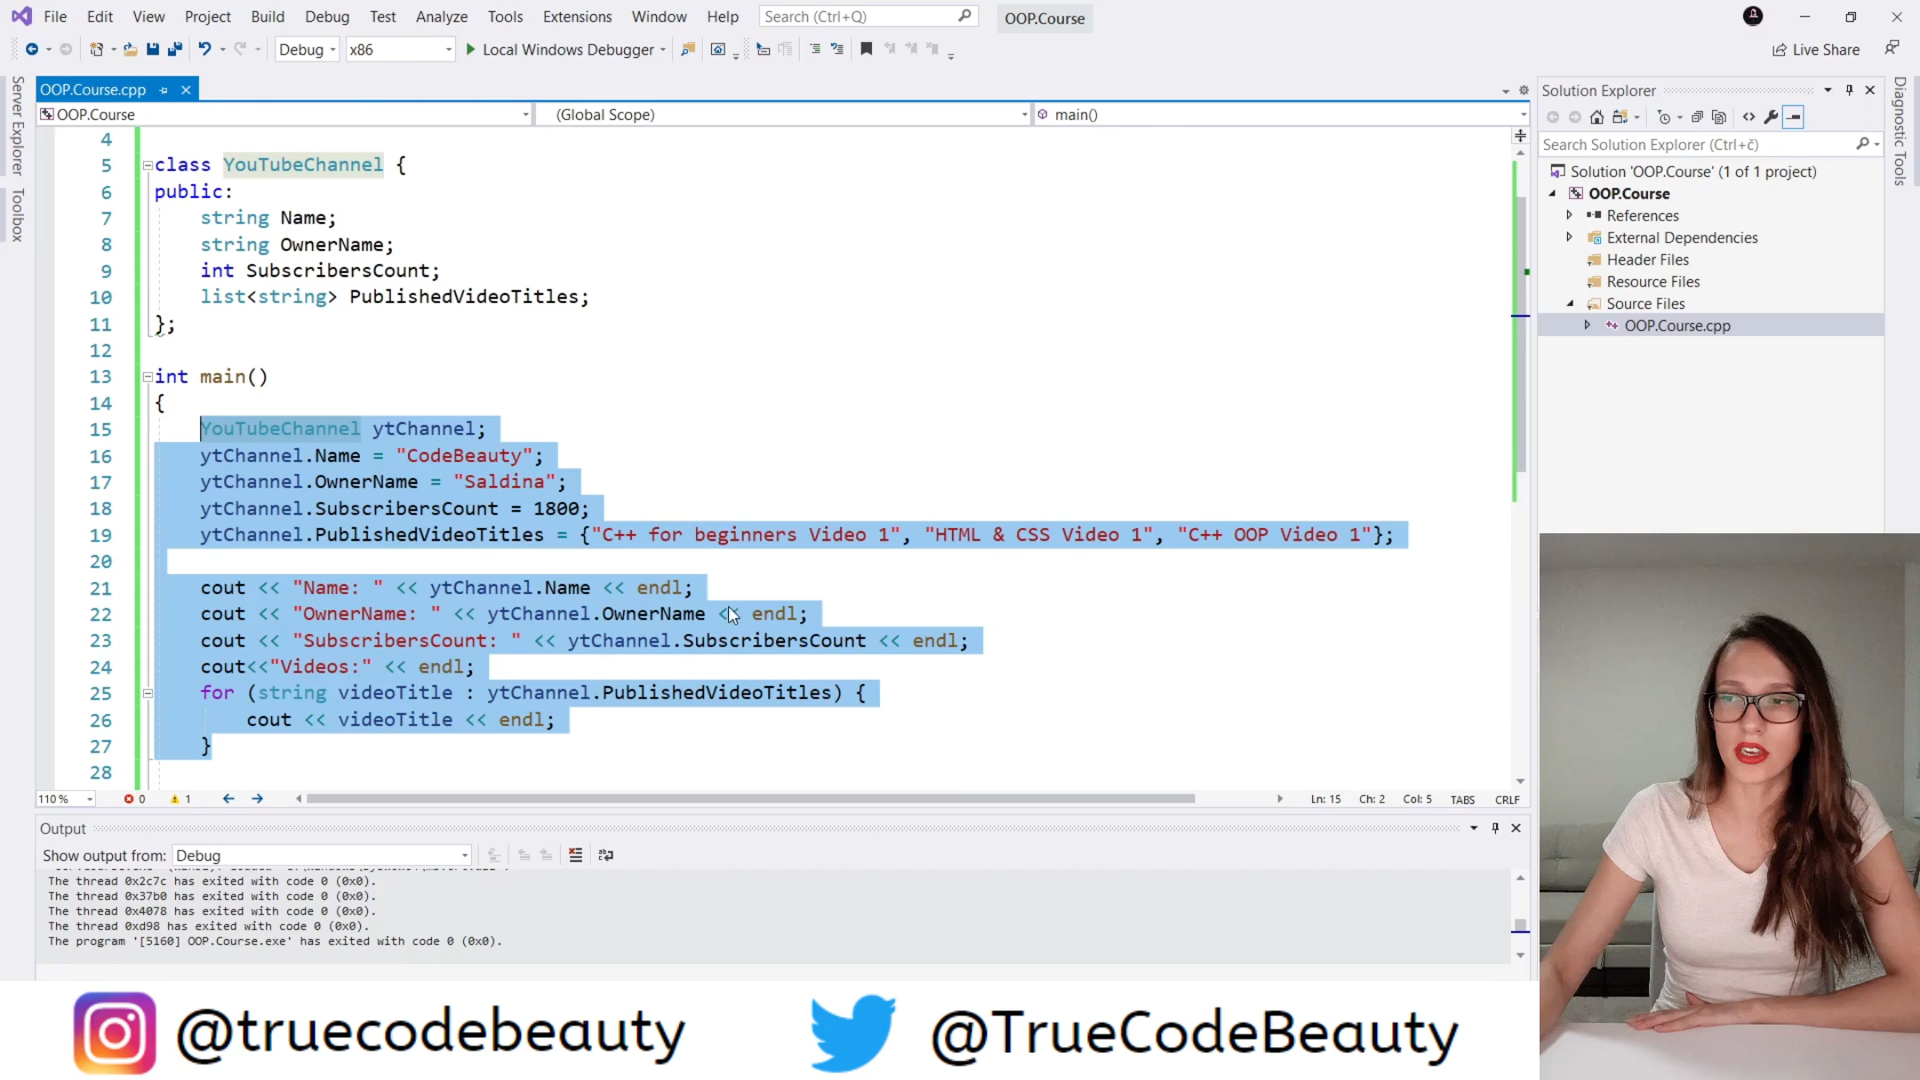 File Edit View Project Build Debug Test Analyze Tools Extensions Window Help Search (Ctrl+Q) OOP.Course
Debug x86 Local Windows Debugger Live Share
Server Explorer
Toolbox
OOP.Course.cpp
OOP.Course (Global Scope) main()
4
5 class YouTubeChannel {
6 public:
7 string Name;
8 string OwnerName;
9 int SubscribersCount;
10 list<string> PublishedVideoTitles;
11 };
12
13 int main()
14 {
15 YouTubeChannel ytChannel;
16 ytChannel.Name = "CodeBeauty";
17 ytChannel.OwnerName = "Saldina";
18 ytChannel.SubscribersCount = 1800;
19 ytChannel.PublishedVideoTitles = {"C++ for beginners Video 1", "HTML & CSS Video 1", "C++ OOP Video 1"};
20
21 cout << "Name: " << ytChannel.Name << endl;
22 cout << "OwnerName: " << ytChannel.OwnerName << endl;
23 cout << "SubscribersCount: " << ytChannel.SubscribersCount << endl;
24 cout<<"Videos:" << endl;
25 for (string videoTitle : ytChannel.PublishedVideoTitles) {
26 cout << videoTitle << endl;
27 }
28
110 % 0 1 Ln: 15 Ch: 2 Col: 5 TABS CRLF
Output
Show output from: Debug
The thread 0x2c7c has exited with code 0 (0x0).
The thread 0x37b0 has exited with code 0 (0x0).
The thread 0x4078 has exited with code 0 (0x0).
The thread 0xd98 has exited with code 0 (0x0).
The program '[5160] OOP.Course.exe' has exited with code 0 (0x0).
Solution Explorer
Search Solution Explorer (Ctrl+č)
Solution 'OOP.Course' (1 of 1 project)
OOP.Course
References
External Dependencies
Header Files
Resource Files
Source Files
OOP.Course.cpp
Diagnostic Tools
@truecodebeauty @TrueCodeBeauty